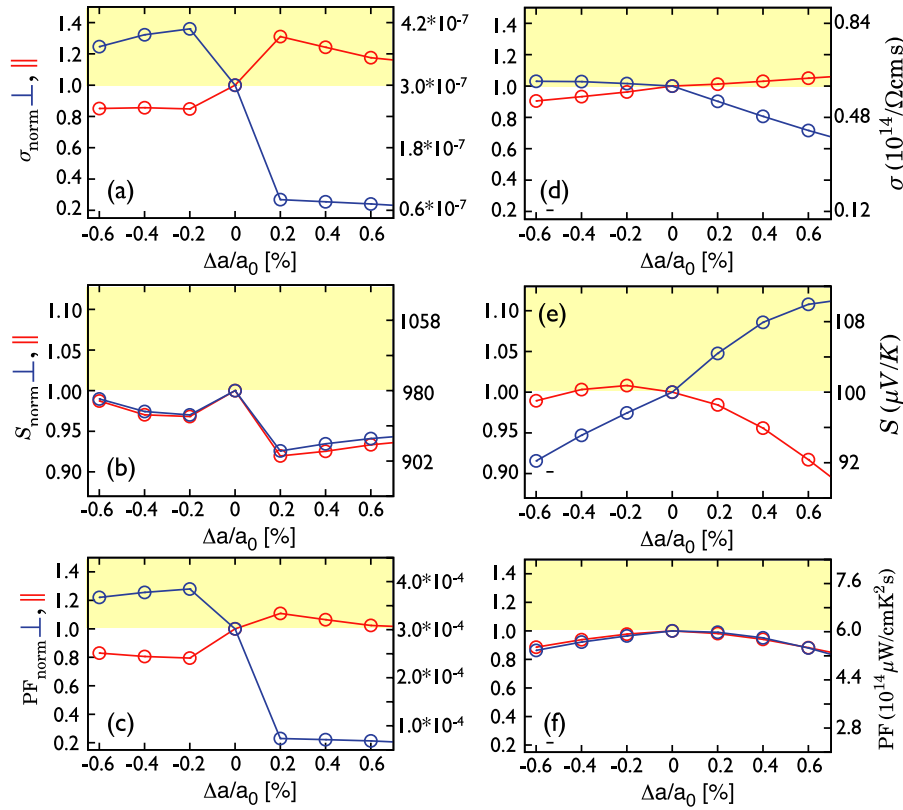 1.4
1.2
1.0
0.8
0.6
0.4
0.2
σnorm ⊥, ||
4.2*10-7
3.0*10-7
1.8*10-7
0.6*10-7
(a)
-0.6 -0.4 -0.2 0 0.2 0.4 0.6
Δa/a0 [%]
1.4
1.2
1.0
0.8
0.6
0.4
0.2
0.84
0.48
0.12
σ (10^14/Ωcms)
(d)
-0.6 -0.4 -0.2 0 0.2 0.4 0.6
Δa/a0 [%]
1.10
1.05
1.00
0.95
0.90
Snorm ⊥, ||
1058
980
902
(b)
-0.6 -0.4 -0.2 0 0.2 0.4 0.6
Δa/a0 [%]
1.10
1.05
1.00
0.95
0.90
108
100
92
S (μV/K)
(e)
-0.6 -0.4 -0.2 0 0.2 0.4 0.6
Δa/a0 [%]
1.4
1.2
1.0
0.8
0.6
0.4
0.2
PFnorm ⊥, ||
4.0*10-4
3.0*10-4
2.0*10-4
1.0*10-4
(c)
-0.6 -0.4 -0.2 0 0.2 0.4 0.6
Δa/a0 [%]
1.4
1.2
1.0
0.8
0.6
0.4
0.2
7.6
6.0
4.4
2.8
PF (10^14 μW/cmK²s)
(f)
-0.6 -0.4 -0.2 0 0.2 0.4 0.6
Δa/a0 [%]